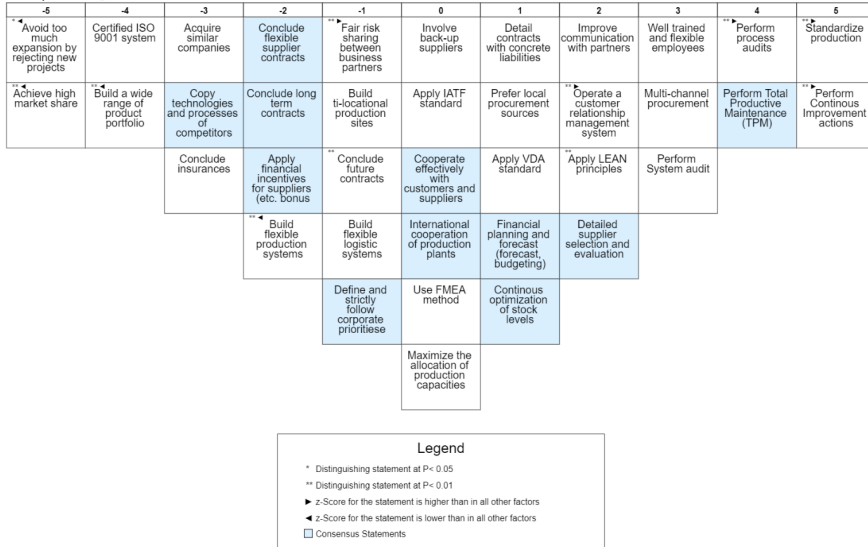 -5
-4
-3
-2
-1
0
1
2
3
4
5
* ◄
Avoid too
much
expansion by
rejecting new
projects
Certified ISO
9001 system
Acquire
similar
companies
Conclude
flexible
supplier
contracts
** ►
Fair risk
sharing
between
business
partners
Involve
back-up
suppliers
Detail
contracts
with concrete
liabilities
Improve
communication
with partners
Well trained
and flexible
employees
** ►
Perform
process
audits
** ►
Standardize
production
** ◄
Achieve high
market share
** ◄
Build a wide
range of
product
portfolio
Copy
technologies
and processes
of
competitors
Conclude long
term
contracts
Build
ti-locational
production
sites
Apply IATF
standard
Prefer local
procurement
sources
** ►
Operate a
customer
relationship
management
system
Multi-channel
procurement
Perform Total
Productive
Maintenance
(TPM)
** ►
Perform
Continous
Improvement
actions
Conclude
insurances
Apply
financial
incentives
for suppliers
(etc. bonus
**
Conclude
future
contracts
Cooperate
effectively
with
customers and
suppliers
Apply VDA
standard
**
Apply LEAN
principles
Perform
System audit
** ◄
Build
flexible
production
systems
Build
flexible
logistic
systems
International
cooperation
of production
plants
Financial
planning and
forecast
(forecast,
budgeting)
Detailed
supplier
selection and
evaluation
Define and
strictly
follow
corporate
prioritiese
Use FMEA
method
Continous
optimization
of stock
levels
Maximize the
allocation of
production
capacities
Legend
* Distinguishing statement at P< 0.05
** Distinguishing statement at P< 0.01
► z-Score for the statement is higher than in all other factors
◄ z-Score for the statement is lower than in all other factors
Consensus Statements